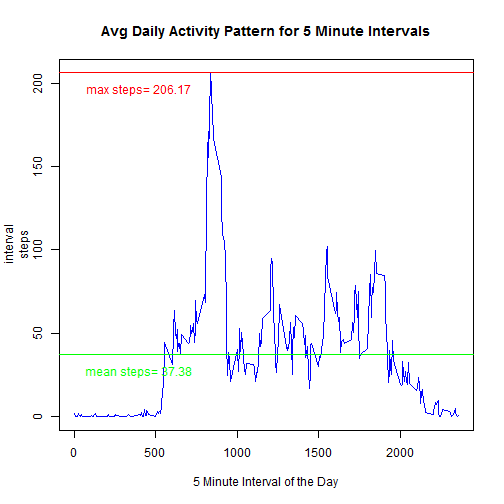 Avg Daily Activity Pattern for 5 Minute Intervals
max steps= 206.17
mean steps= 37.38
interval
steps
0
50
100
150
200
0
500
1000
1500
2000
5 Minute Interval of the Day